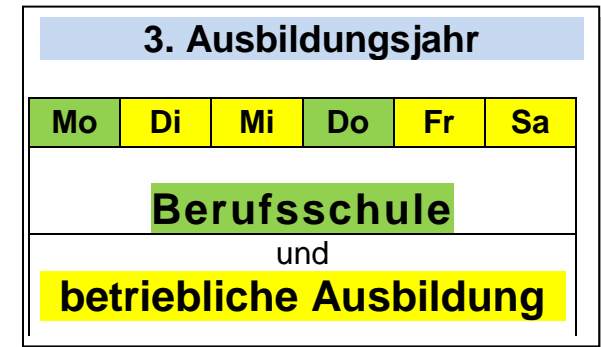 3. Ausbildungsjahr
Mo Di Mi Do Fr Sa
Berufsschule
und
betriebliche Ausbildung